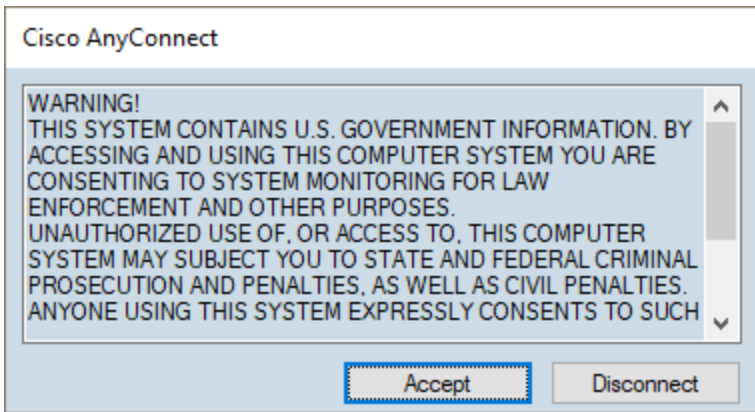 Cisco AnyConnect
WARNING!
THIS SYSTEM CONTAINS U.S. GOVERNMENT INFORMATION. BY
ACCESSING AND USING THIS COMPUTER SYSTEM YOU ARE
CONSENTING TO SYSTEM MONITORING FOR LAW
ENFORCEMENT AND OTHER PURPOSES.
UNAUTHORIZED USE OF, OR ACCESS TO, THIS COMPUTER
SYSTEM MAY SUBJECT YOU TO STATE AND FEDERAL CRIMINAL
PROSECUTION AND PENALTIES, AS WELL AS CIVIL PENALTIES.
ANYONE USING THIS SYSTEM EXPRESSLY CONSENTS TO SUCH
Accept Disconnect